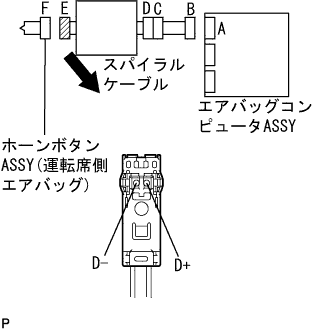 F E D C B
A
スパイラル
ケーブル
エアバッグコン
ピュータASSY
ホーンボタン
ASSY(運転席側
エアバッグ)
D- D+
P